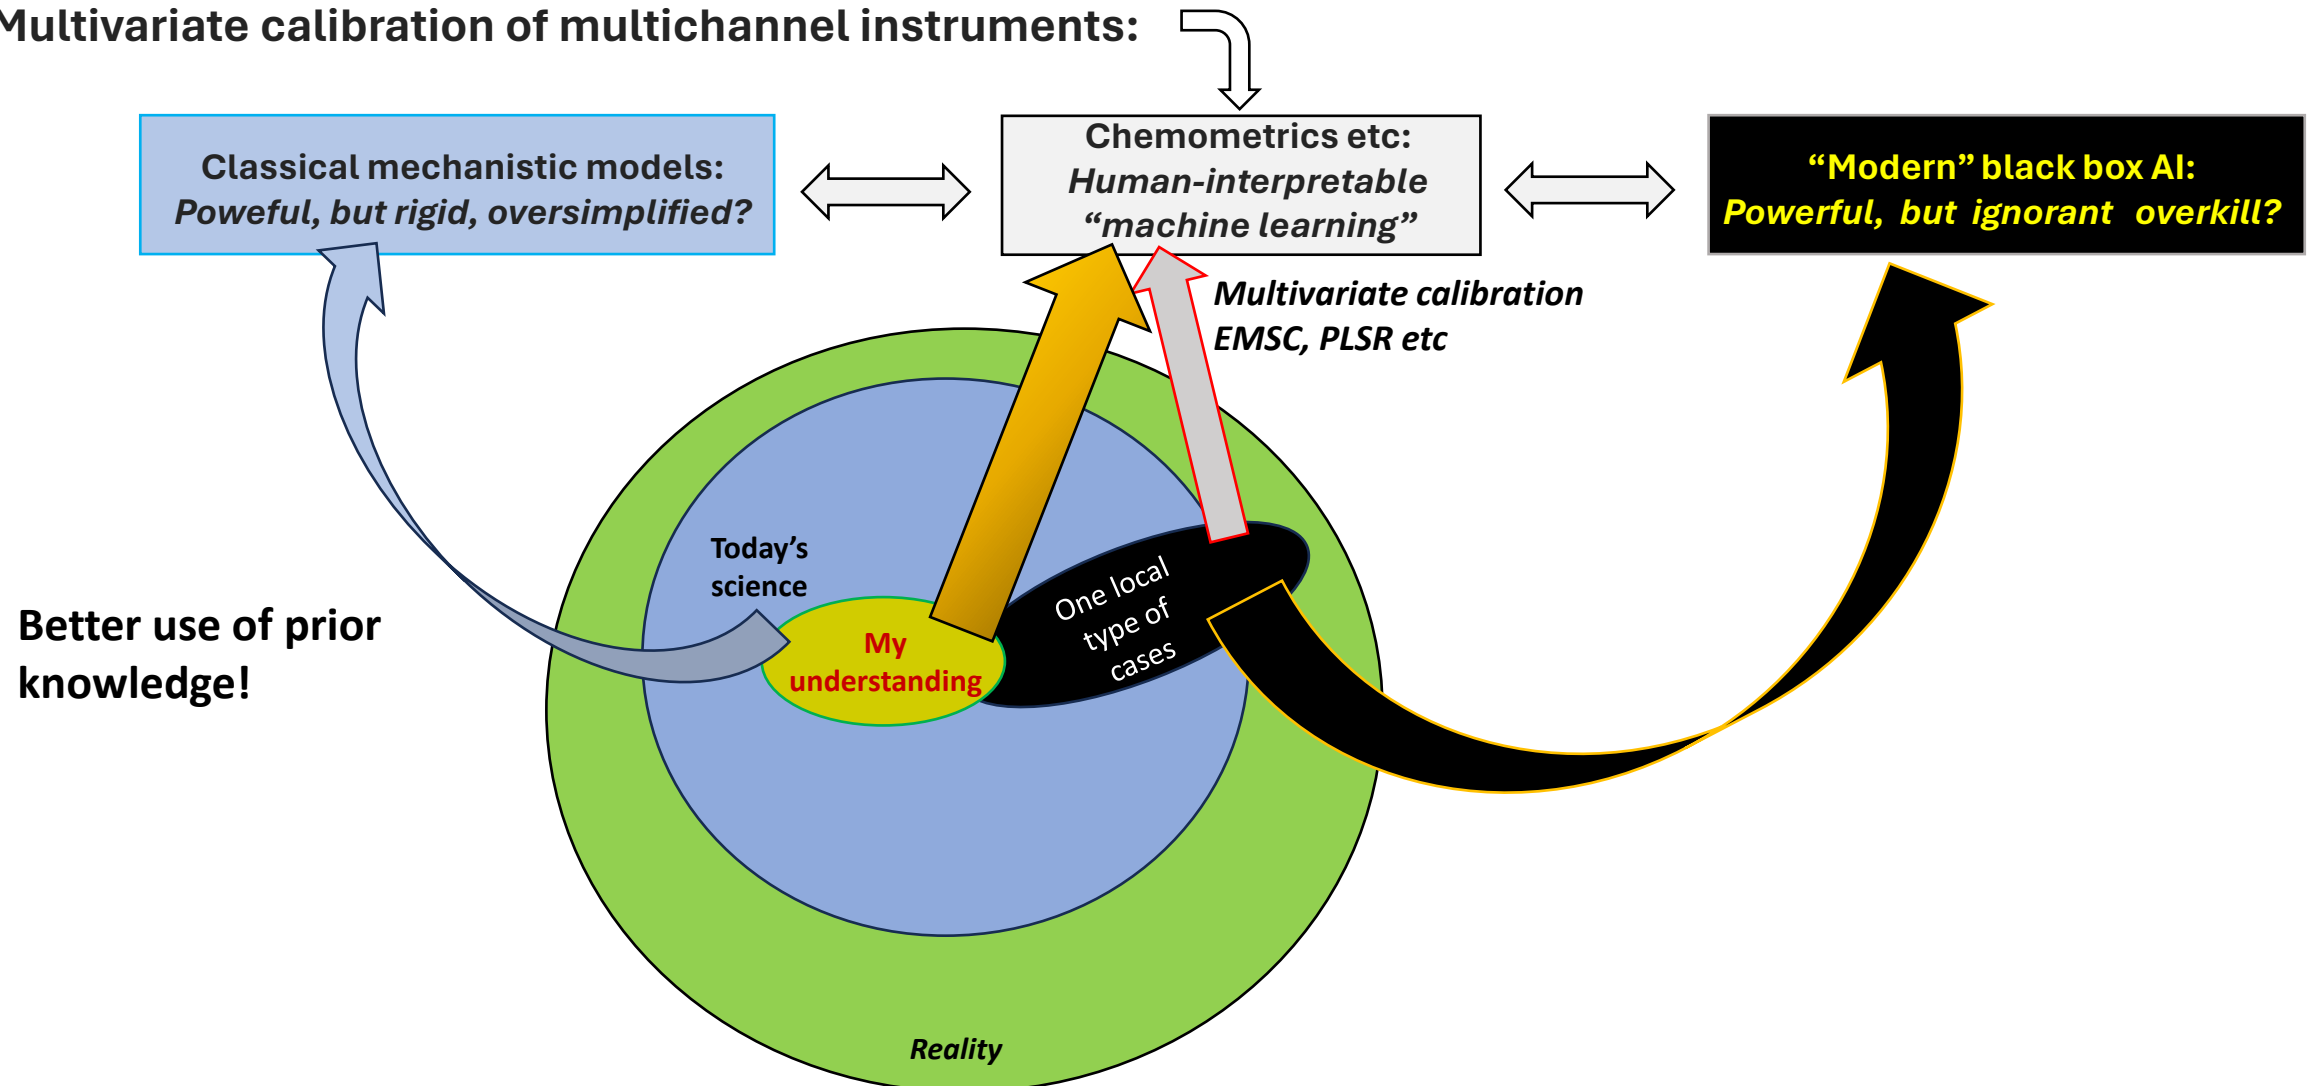 Multivariate calibration of multichannel instruments:
Classical mechanistic models:
Poweful, but rigid, oversimplified?
Chemometrics etc:
Human-interpretable
“machine learning”
“Modern” black box AI:
Powerful, but ignorant overkill?
Multivariate calibration
EMSC, PLSR etc
Today’s
science
One local
type of
cases
My
understanding
Better use of prior
knowledge!
Reality